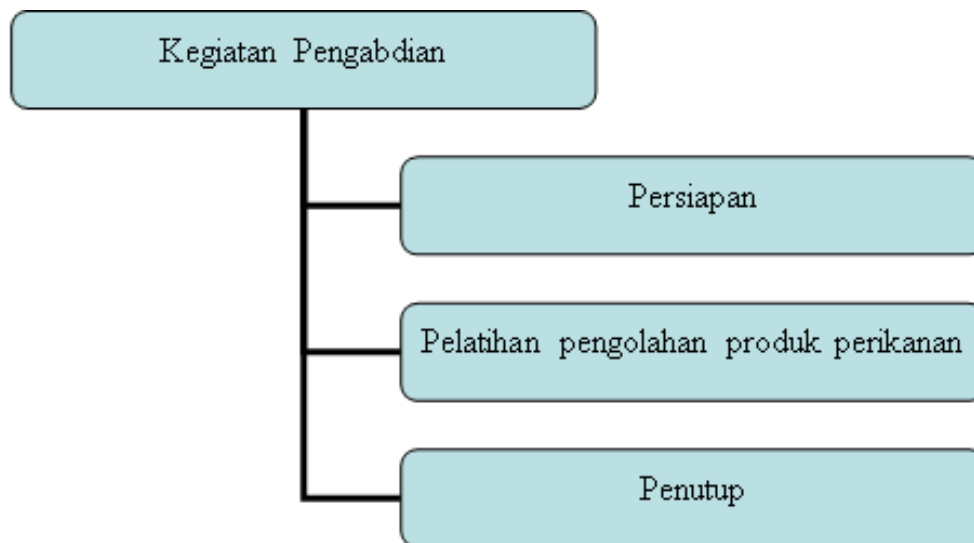 Kegiatan Pengabdian
Persiapan
Pelatihan pengolahan produk perikanan
Penutup